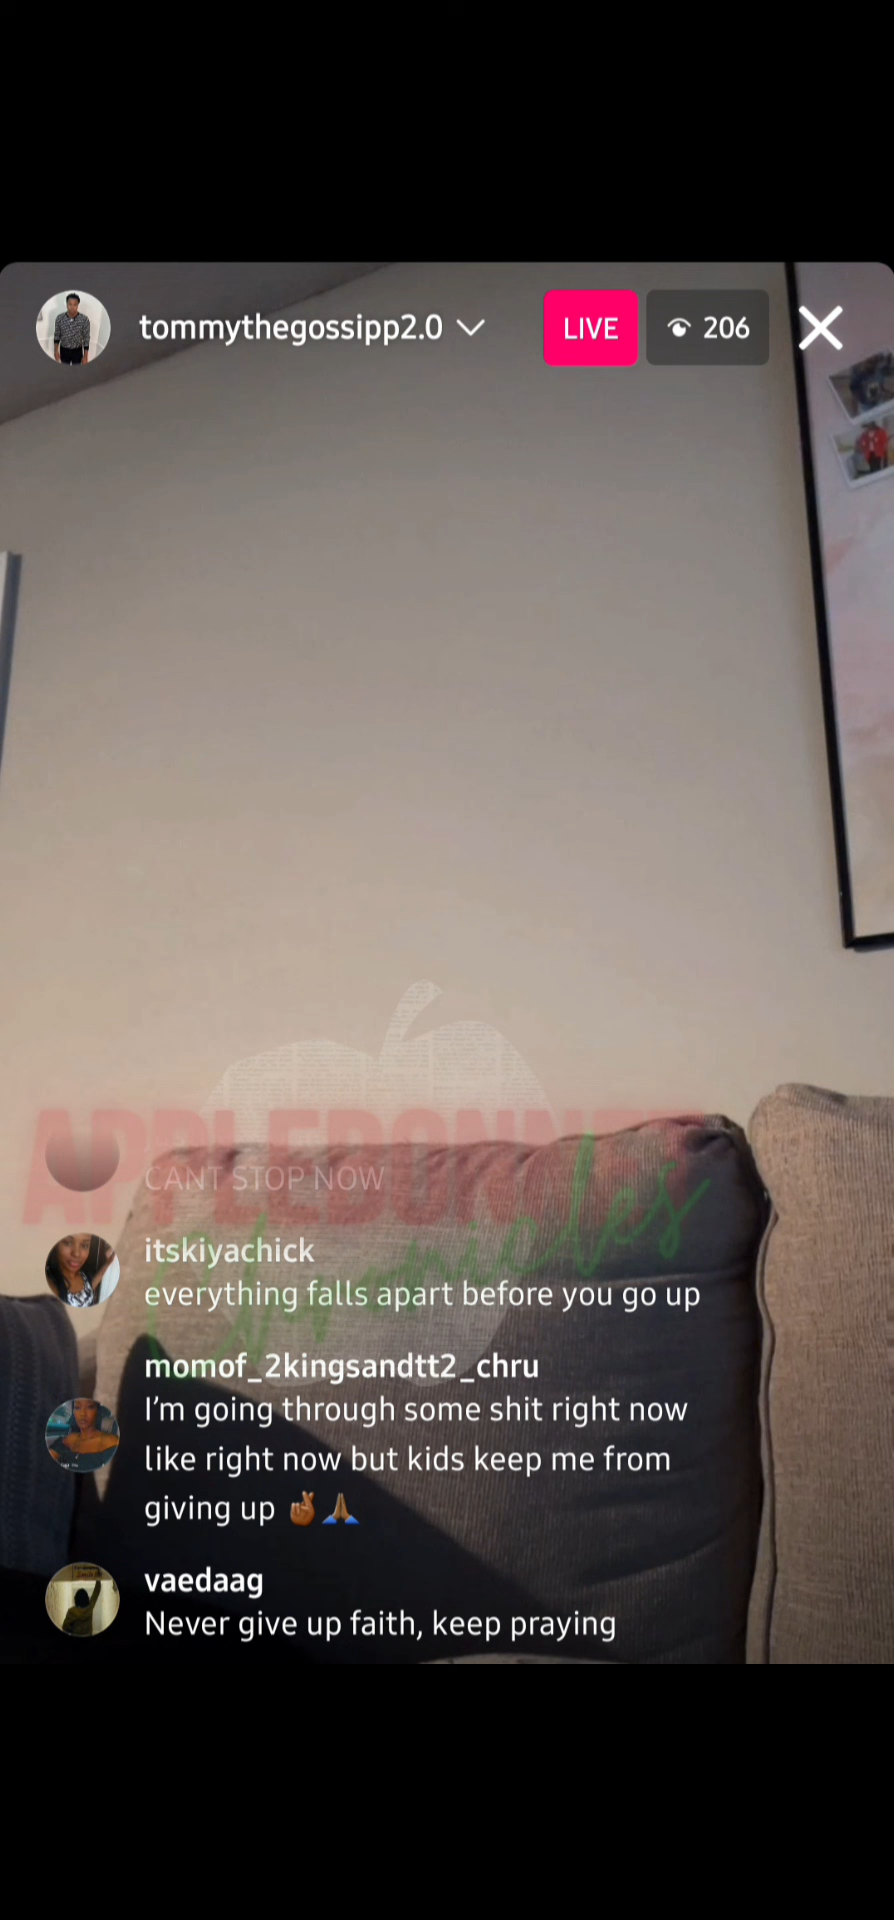 tommythegossipp2.0
LIVE
206
APPLEBONNET
Chronicles
CANT STOP NOW
itskiyachick
everything falls apart before you go up
momof_2kingsandtt2_chru
I’m going through some shit right now
like right now but kids keep me from
giving up 🤞🏾🙏🏾
vaedaag
Never give up faith, keep praying